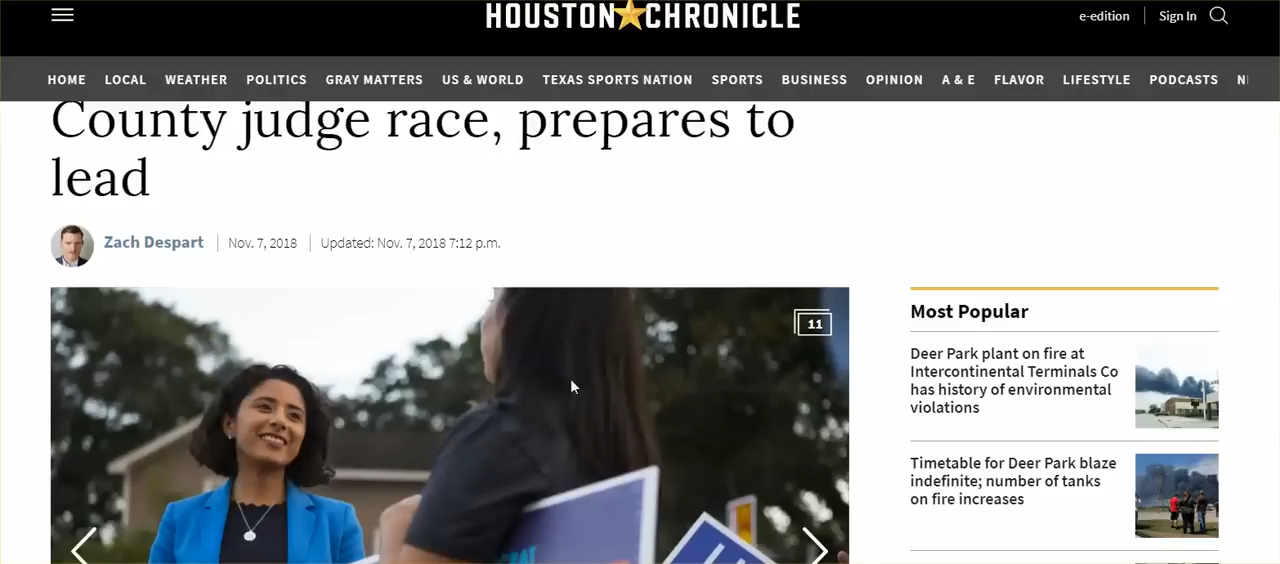 HOUSTON CHRONICLE
e-edition
Sign In
HOME LOCAL WEATHER POLITICS GRAY MATTERS US & WORLD TEXAS SPORTS NATION SPORTS BUSINESS OPINION A & E FLAVOR LIFESTYLE PODCASTS
County judge race, prepares to
lead
Zach Despart
Nov. 7, 2018
Updated: Nov. 7, 2018 7:12 p.m.
11
Most Popular
Deer Park plant on fire at
Intercontinental Terminals Co
has history of environmental
violations
Timetable for Deer Park blaze
indefinite; number of tanks
on fire increases